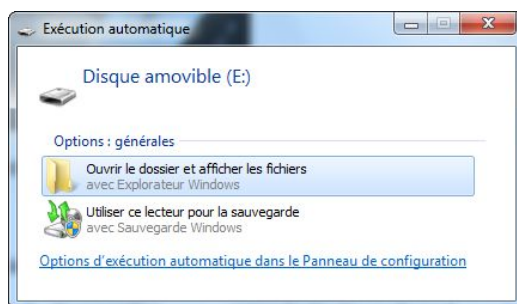 Exécution automatique
Disque amovible (E:)
Options : générales
Ouvrir le dossier et afficher les fichiers
avec Explorateur Windows
Utiliser ce lecteur pour la sauvegarde
avec Sauvegarde Windows
Options d'exécution automatique dans le Panneau de configuration